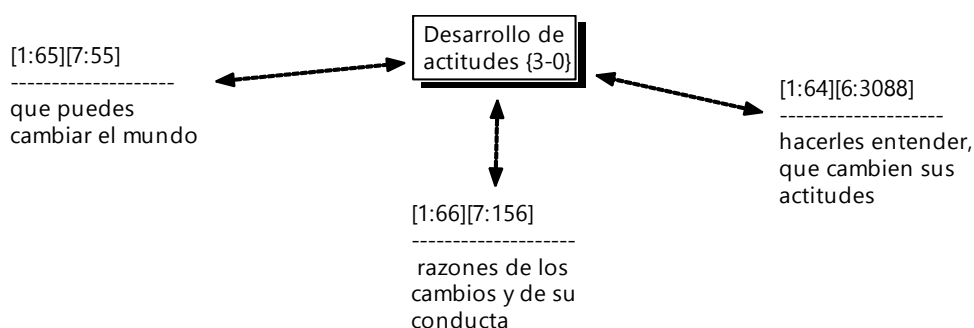 Desarrollo de
actitudes {3-0}
[1:65][7:55]
--------------------
que puedes
cambiar el mundo
[1:64][6:3088]
--------------------
hacerles entender,
que cambien sus
actitudes
[1:66][7:156]
--------------------
razones de los
cambios y de su
conducta